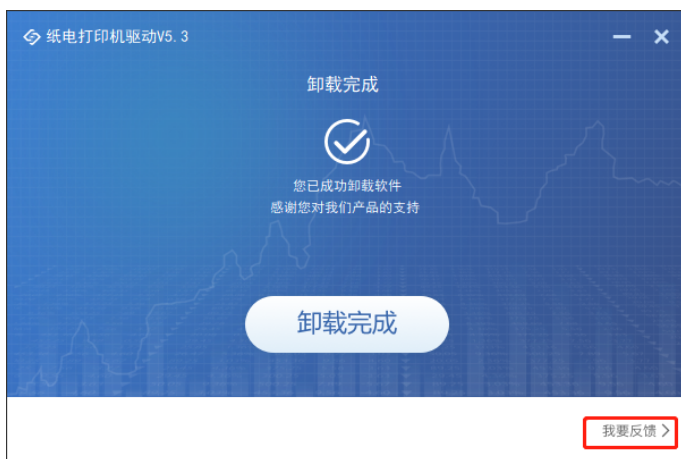 纸电打印机驱动V5.3
卸载完成
您已成功卸载软件
感谢您对我们产品的支持
卸载完成
我要反馈